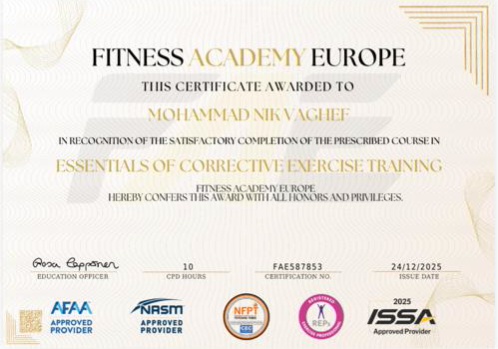 FITNESS ACADEMY EUROPE
THIS CERTIFICATE AWARDED TO
MOHAMMAD NIK VAGHEF
IN RECOGNITION OF THE SATISFACTORY COMPLETION OF THE PRESCRIBED COURSE IN
ESSENTIALS OF CORRECTIVE EXERCISE TRAINING
FITNESS ACADEMY EUROPE
HEREBY CONFERS THIS AWARD WITH ALL HONORS AND PRIVILEGES.
10
FAE587853
24/12/2025
EDUCATION OFFICER
CPD HOURS
CERTIFICATION NO.
ISSUE DATE
AFAA
APPROVED
PROVIDER
NASM
APPROVED
PROVIDER
NFPT
REGISTERED
REPs
2025
ISSA
Approved Provider